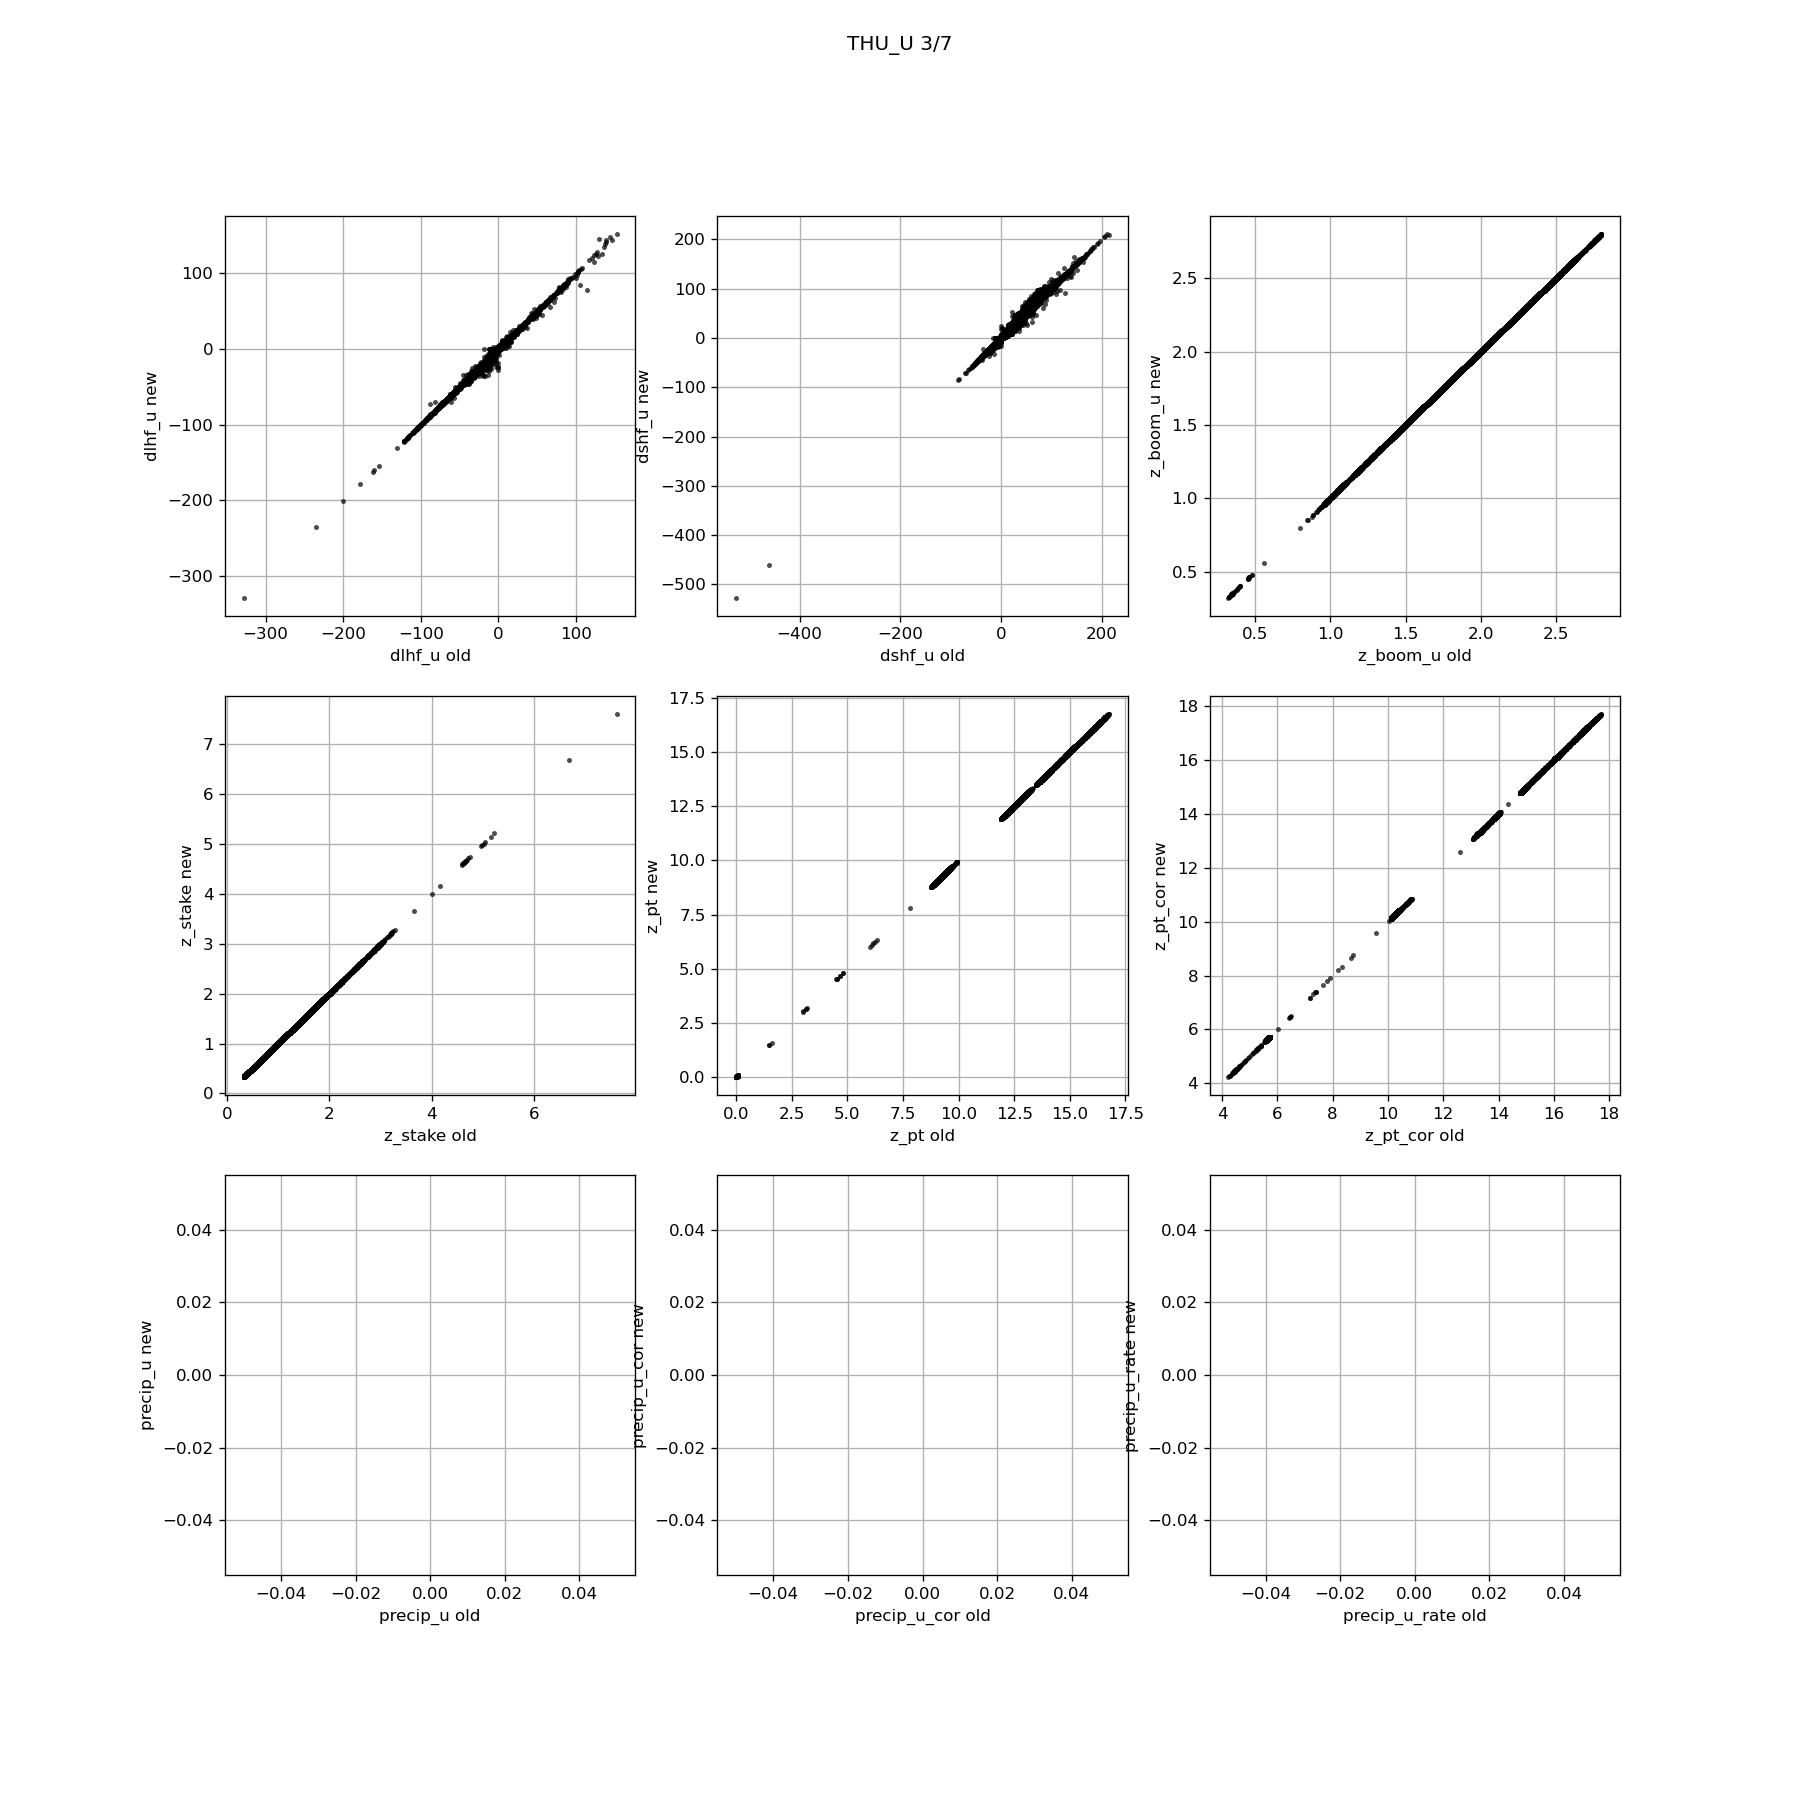 THU_U 3/7
dlhf_u new
100
0
−100
−200
−300
−300 −200 −100 0 100
dlhf_u old
dshf_u new
200
100
0
−100
−200
−300
−400
−500
−400 −200 0 200
dshf_u old
z_boom_u new
2.5
2.0
1.5
1.0
0.5
0.5 1.0 1.5 2.0 2.5
z_boom_u old
z_stake new
7
6
5
4
3
2
1
0
0 2 4 6
z_stake old
z_pt new
17.5
15.0
12.5
10.0
7.5
5.0
2.5
0.0
0.0 2.5 5.0 7.5 10.0 12.5 15.0 17.5
z_pt old
z_pt_cor new
18
16
14
12
10
8
6
4
4 6 8 10 12 14 16 18
z_pt_cor old
precip_u new
0.04
0.02
0.00
−0.02
−0.04
−0.04 −0.02 0.00 0.02 0.04
precip_u old
precip_u_cor new
0.04
0.02
0.00
−0.02
−0.04
−0.04 −0.02 0.00 0.02 0.04
precip_u_cor old
precip_u_rate new
0.04
0.02
0.00
−0.02
−0.04
−0.04 −0.02 0.00 0.02 0.04
precip_u_rate old